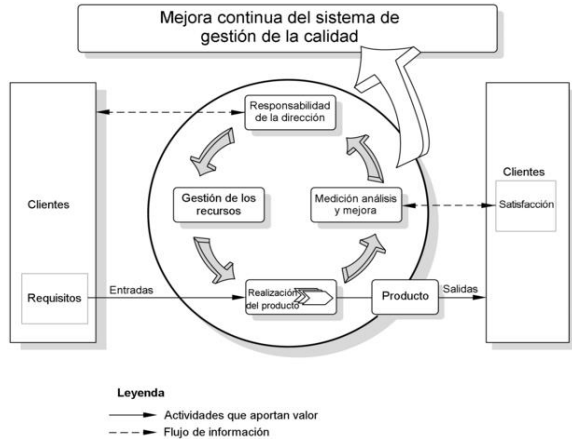 Mejora continua del sistema de
gestión de la calidad
Responsabilidad
de la dirección
Clientes
Clientes
Gestión de los
recursos
Medición análisis
y mejora
Satisfacción
Requisitos
Entradas
Realización
del producto
Producto
Salidas
Leyenda
Actividades que aportan valor
Flujo de información